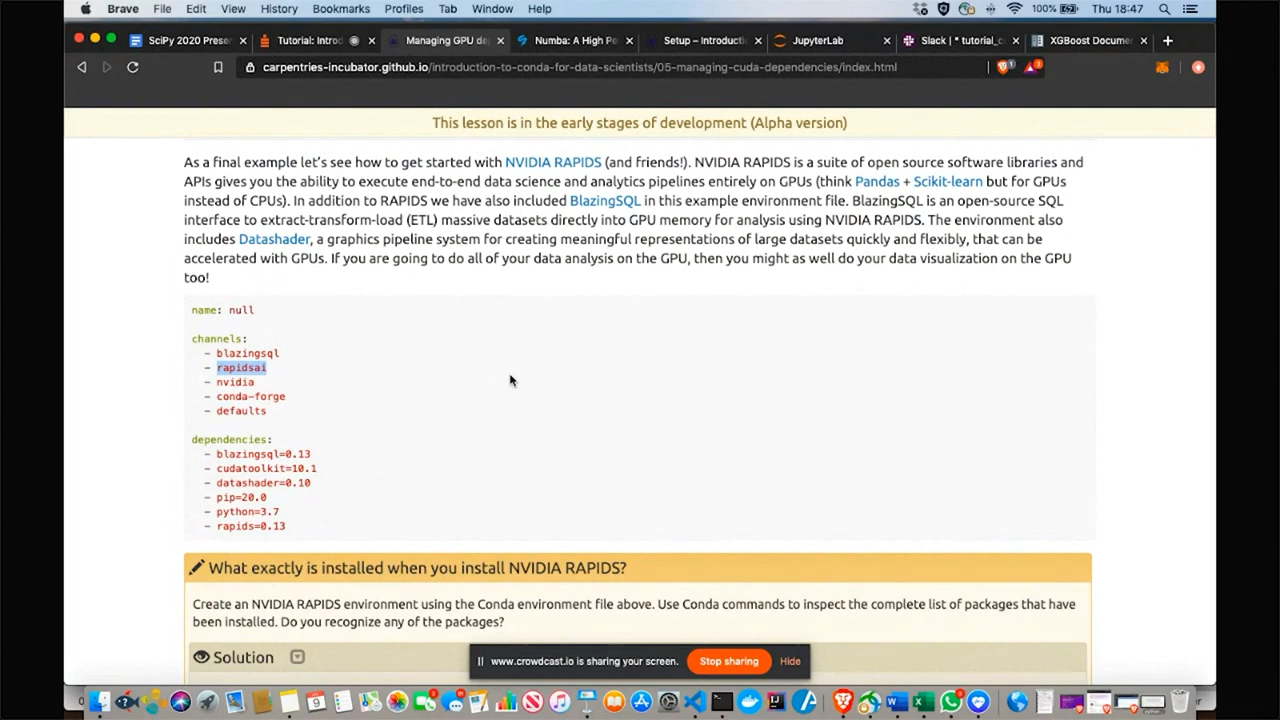 Brave File Edit View History Bookmarks Profiles Tab Window Help 100% Thu 18:47
SciPy 2020 Prese Tutorial: Intro Managing GPU de Numba: A High P Setup – Introducti JupyterLab Slack | * tutorial_c XGBoost Docume
carpentries-incubator.github.io/introduction-to-conda-for-data-scientists/05-managing-cuda-dependencies/index.html
This lesson is in the early stages of development (Alpha version)
As a final example let's see how to get started with NVIDIA RAPIDS (and friends!). NVIDIA RAPIDS is a suite of open source software libraries and
APIs gives you the ability to execute end-to-end data science and analytics pipelines entirely on GPUs (think Pandas + Scikit-learn but for GPUs
instead of CPUs). In addition to RAPIDS we have also included BlazingSQL in this example environment file. BlazingSQL is an open-source SQL
interface to extract-transform-load (ETL) massive datasets directly into GPU memory for analysis using NVIDIA RAPIDS. The environment also
includes Datashader, a graphics pipeline system for creating meaningful representations of large datasets quickly and flexibly, that can be
accelerated with GPUs. If you are going to do all of your data analysis on the GPU, then you might as well do your data visualization on the GPU
too!
name: null
channels:
- blazingsql
- rapidsai
- nvidia
- conda-forge
- defaults
dependencies:
- blazingsql=0.13
- cudatoolkit=10.1
- datashader=0.10
- pip=20.0
- python=3.7
- rapids=0.13
What exactly is installed when you install NVIDIA RAPIDS?
Create an NVIDIA RAPIDS environment using the Conda environment file above. Use Conda commands to inspect the complete list of packages that have
been installed. Do you recognize any of the packages?
Solution
www.crowdcast.io is sharing your screen. Stop sharing Hide